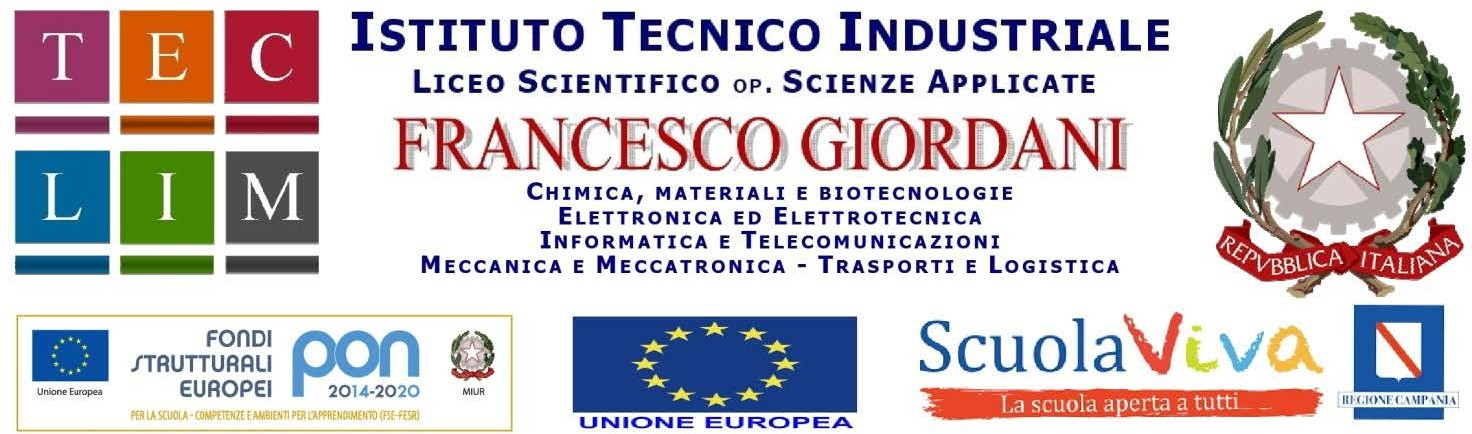 T E C
L I M
ISTITUTO TECNICO INDUSTRIALE
LICEO SCIENTIFICO OP. SCIENZE APPLICATE
FRANCESCO GIORDANI
CHIMICA, MATERIALI E BIOTECNOLOGIE
ELETTRONICA ED ELETTROTECNICA
INFORMATICA E TELECOMUNICAZIONI
MECCANICA E MECCATRONICA - TRASPORTI E LOGISTICA
REPVBBLICA ITALIANA
Unione Europea
FONDI
STRUTTURALI
EUROPEI
pon
2014-2020
MIUR
PER LA SCUOLA - COMPETENZE E AMBIENTI PER L'APPRENDIMENTO (FSE-FESR)
UNIONE EUROPEA
ScuolaViva
La scuola aperta a tutti
REGIONE CAMPANIA